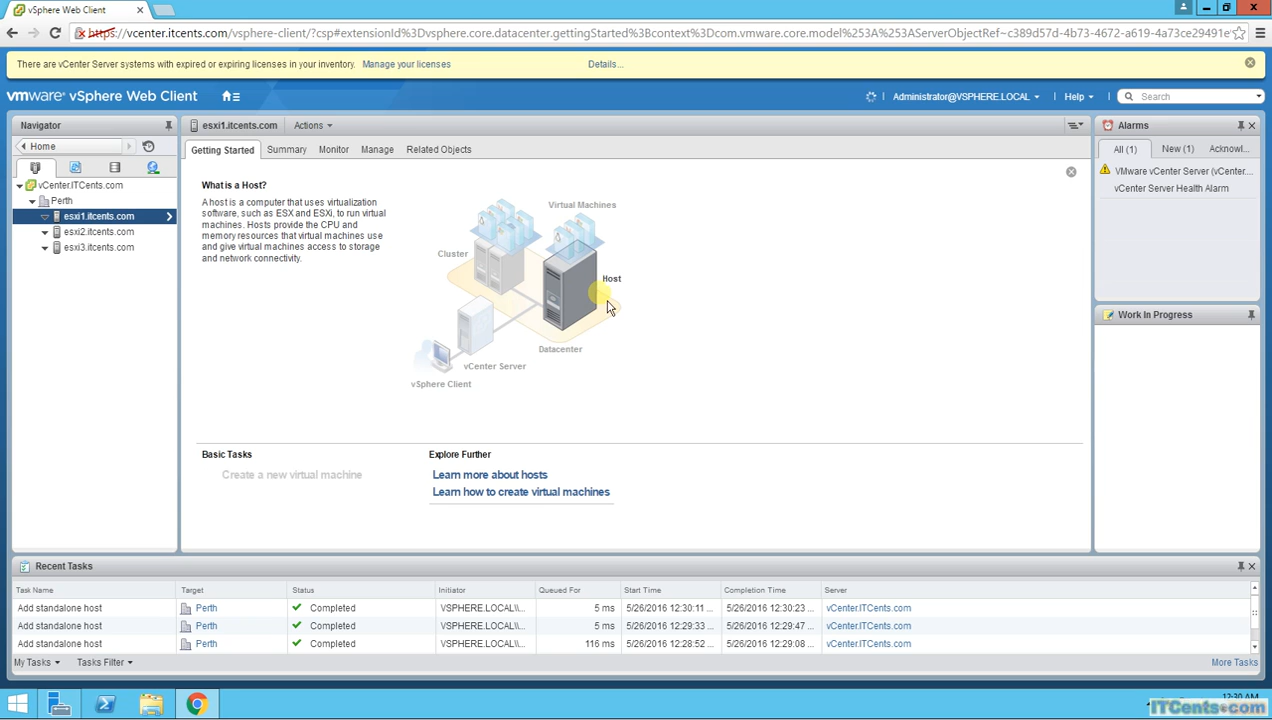 vSphere Web Client
https://vcenter.itcents.com/vsphere-client/?csp#extensionId%3Dvsphere.core.datacenter.gettingStarted%3Bcontext%3Dcom.vmware.core.model%253A%253AServerObjectRef~c389d57d-4b73-4672-a619-4a73ce29491e
There are vCenter Server systems with expired or expiring licenses in your inventory. Manage your licenses Details...
vmware® vSphere Web Client
Administrator@VSPHERE.LOCAL
Help
Search
Navigator
Home
vCenter.ITCents.com
Perth
esxi1.itcents.com
esxi2.itcents.com
esxi3.itcents.com
esxi1.itcents.com Actions
Getting Started Summary Monitor Manage Related Objects
What is a Host?
A host is a computer that uses virtualization
software, such as ESX and ESXi, to run virtual
machines. Hosts provide the CPU and
memory resources that virtual machines use
and give virtual machines access to storage
and network connectivity.
Virtual Machines
Cluster
Host
Datacenter
vCenter Server
vSphere Client
Basic Tasks
Create a new virtual machine
Explore Further
Learn more about hosts
Learn how to create virtual machines
Alarms
All (1) New (1) Acknowl...
VMware vCenter Server (vCenter....
vCenter Server Health Alarm
Work In Progress
Recent Tasks
Task Name Target Status Initiator Queued For Start Time Completion Time Server
Add standalone host Perth Completed VSPHERE.LOCAL\\... 5 ms 5/26/2016 12:30:11 ... 5/26/2016 12:30:23 ... vCenter.ITCents.com
Add standalone host Perth Completed VSPHERE.LOCAL\\... 5 ms 5/26/2016 12:29:33 ... 5/26/2016 12:29:47 ... vCenter.ITCents.com
Add standalone host Perth Completed VSPHERE.LOCAL\\... 116 ms 5/26/2016 12:28:52 ... 5/26/2016 12:29:08 ... vCenter.ITCents.com
My Tasks Tasks Filter More Tasks
12:30 AM
ITCents.com